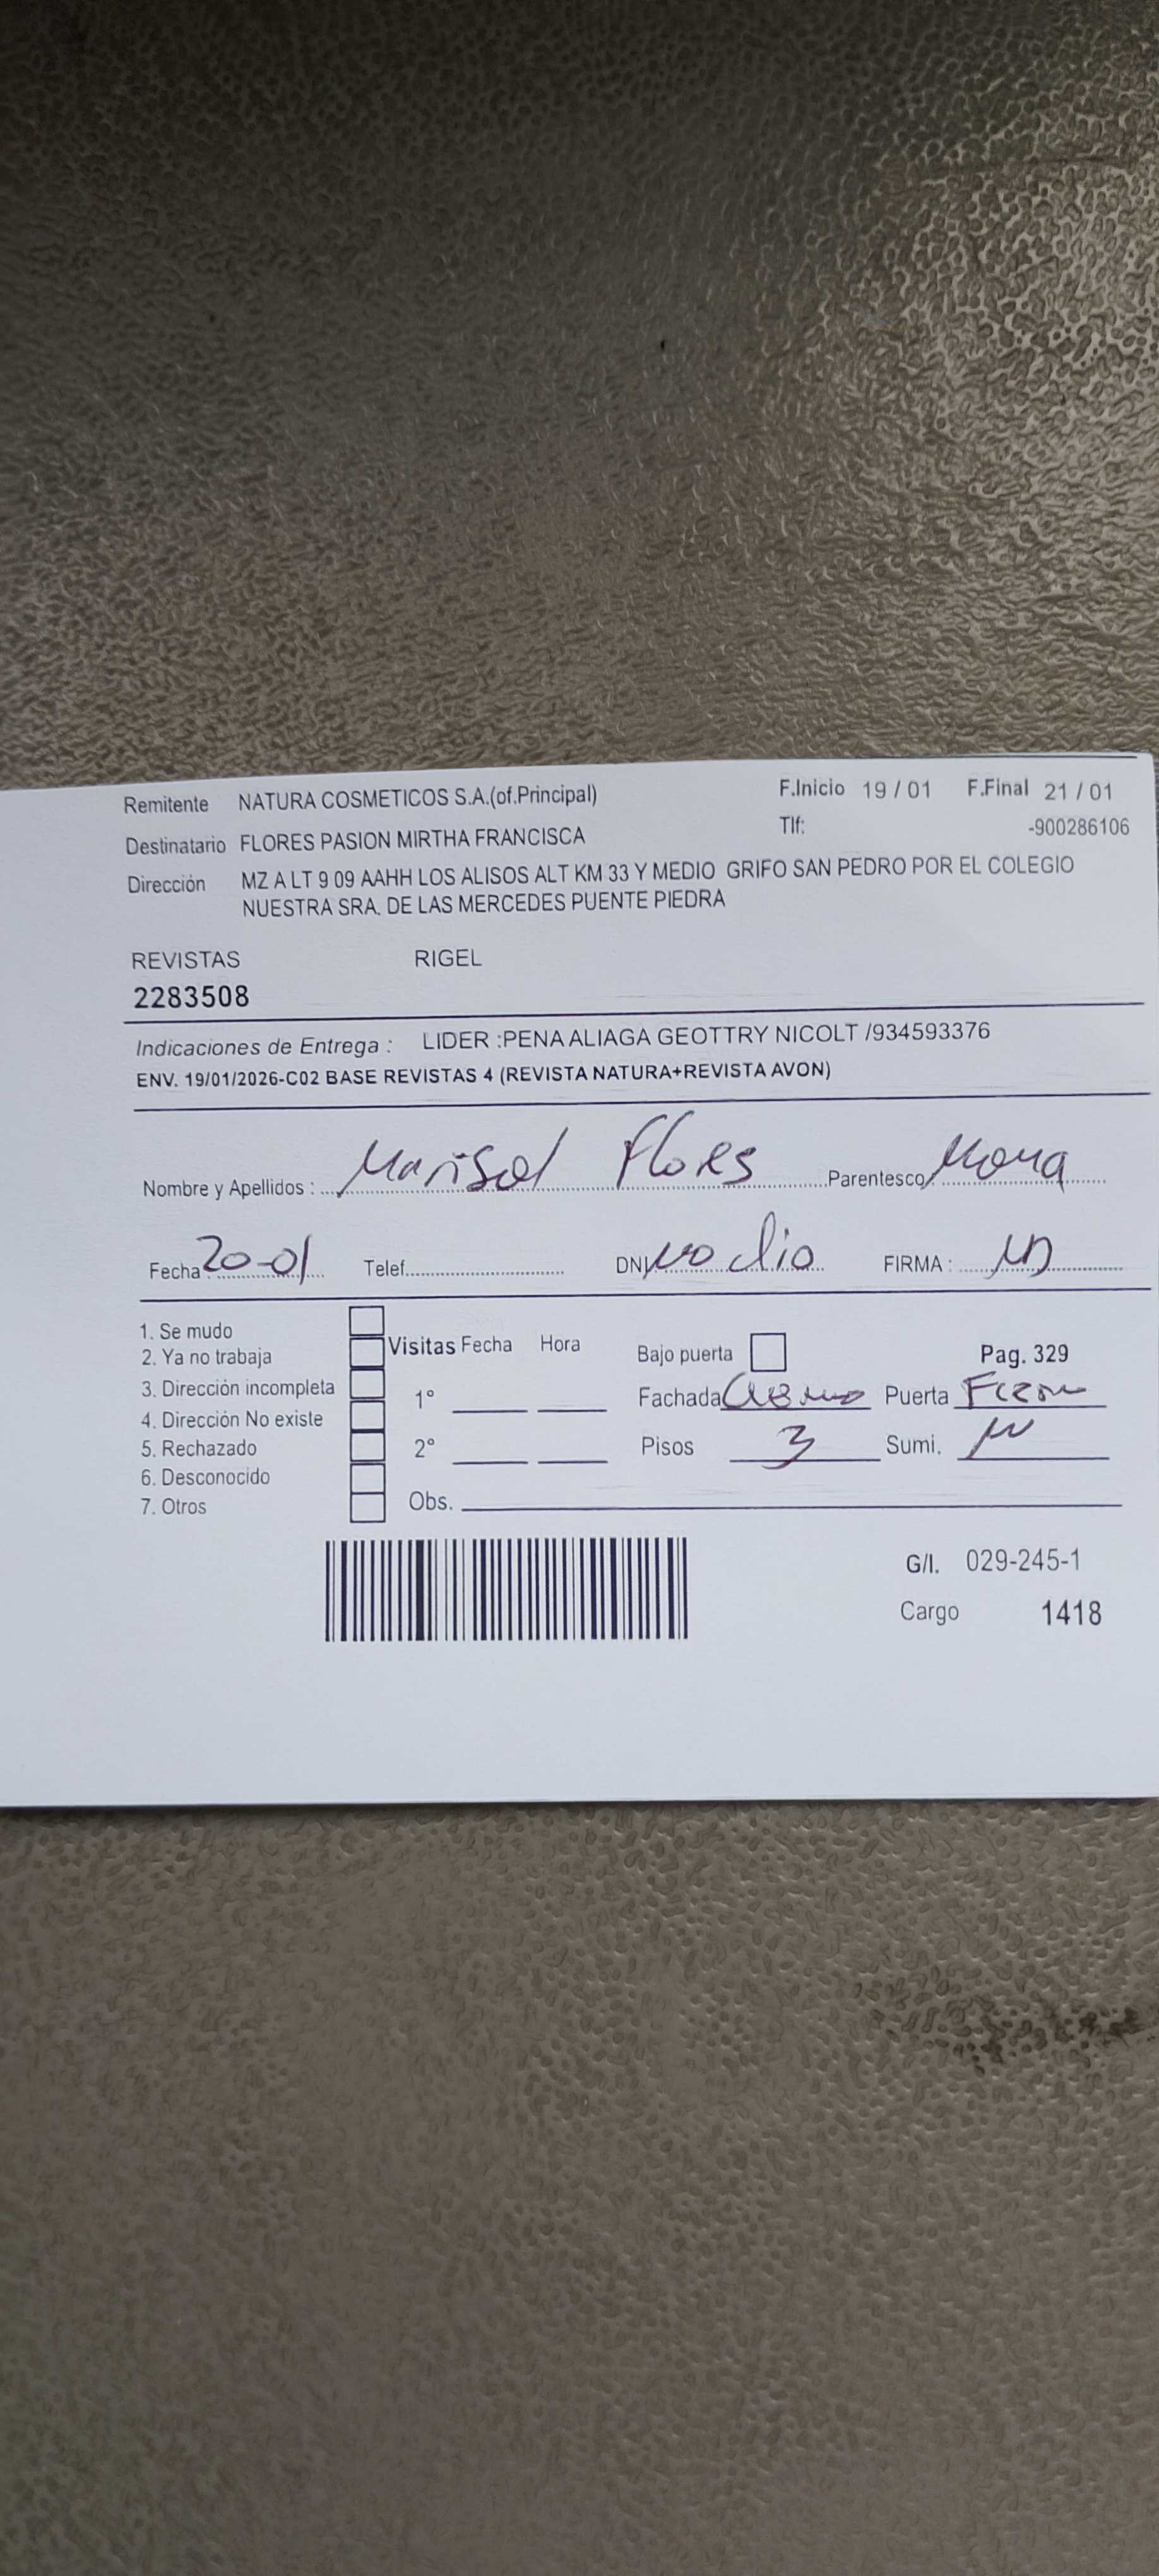 Remitente NATURA COSMETICOS S.A.(of.Principal) F.Inicio 19 / 01 F.Final 21 / 01
Destinatario FLORES PASION MIRTHA FRANCISCA Tlf: -900286106
Dirección MZ A LT 9 09 AAHH LOS ALISOS ALT KM 33 Y MEDIO GRIFO SAN PEDRO POR EL COLEGIO
NUESTRA SRA. DE LAS MERCEDES PUENTE PIEDRA
REVISTAS RIGEL
2283508
Indicaciones de Entrega : LIDER :PENA ALIAGA GEOTTRY NICOLT /934593376
ENV. 19/01/2026-C02 BASE REVISTAS 4 (REVISTA NATURA+REVISTA AVON)
Nombre y Apellidos : Marisol Flores Parentesco:
Fecha: 20-01 Telef. DNI no dio FIRMA :
1. Se mudo
2. Ya no trabaja Visitas Fecha Hora Bajo puerta Pag. 329
3. Dirección incompleta 1° Fachada Puerta
4. Dirección No existe
5. Rechazado 2° Pisos 3 Sumi.
6. Desconocido
7. Otros Obs.
G/I. 029-245-1
Cargo 1418